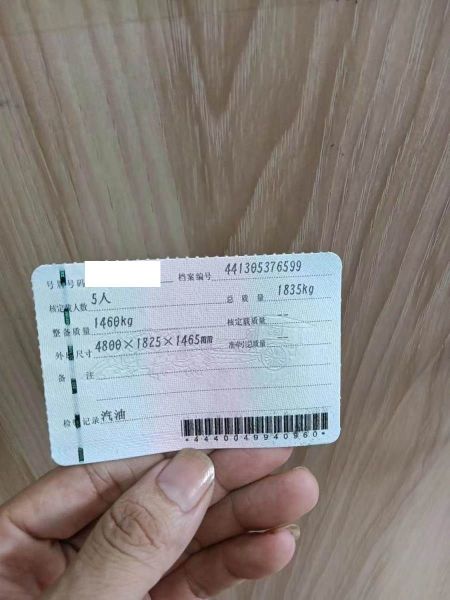 号牌号码 档案编号 441305376599
核定载人数 5人 总质量 1835kg
整备质量 1460kg 核定载质量 --
外廓尺寸 4800×1825×1465mm 准牵引总质量 --
备注
检验记录 汽油
*4440049940960*